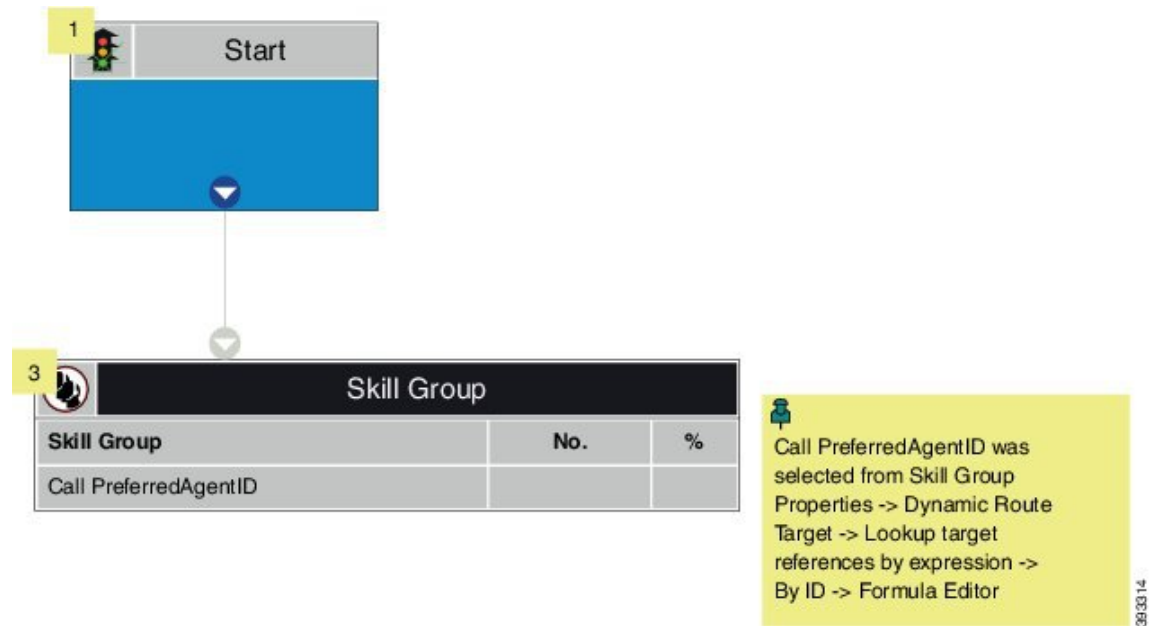 1
Start
3
Skill Group
Skill Group No. %
Call PreferredAgentID
Call PreferredAgentID was
selected from Skill Group
Properties -> Dynamic Route
Target -> Lookup target
references by expression ->
By ID -> Formula Editor
393314